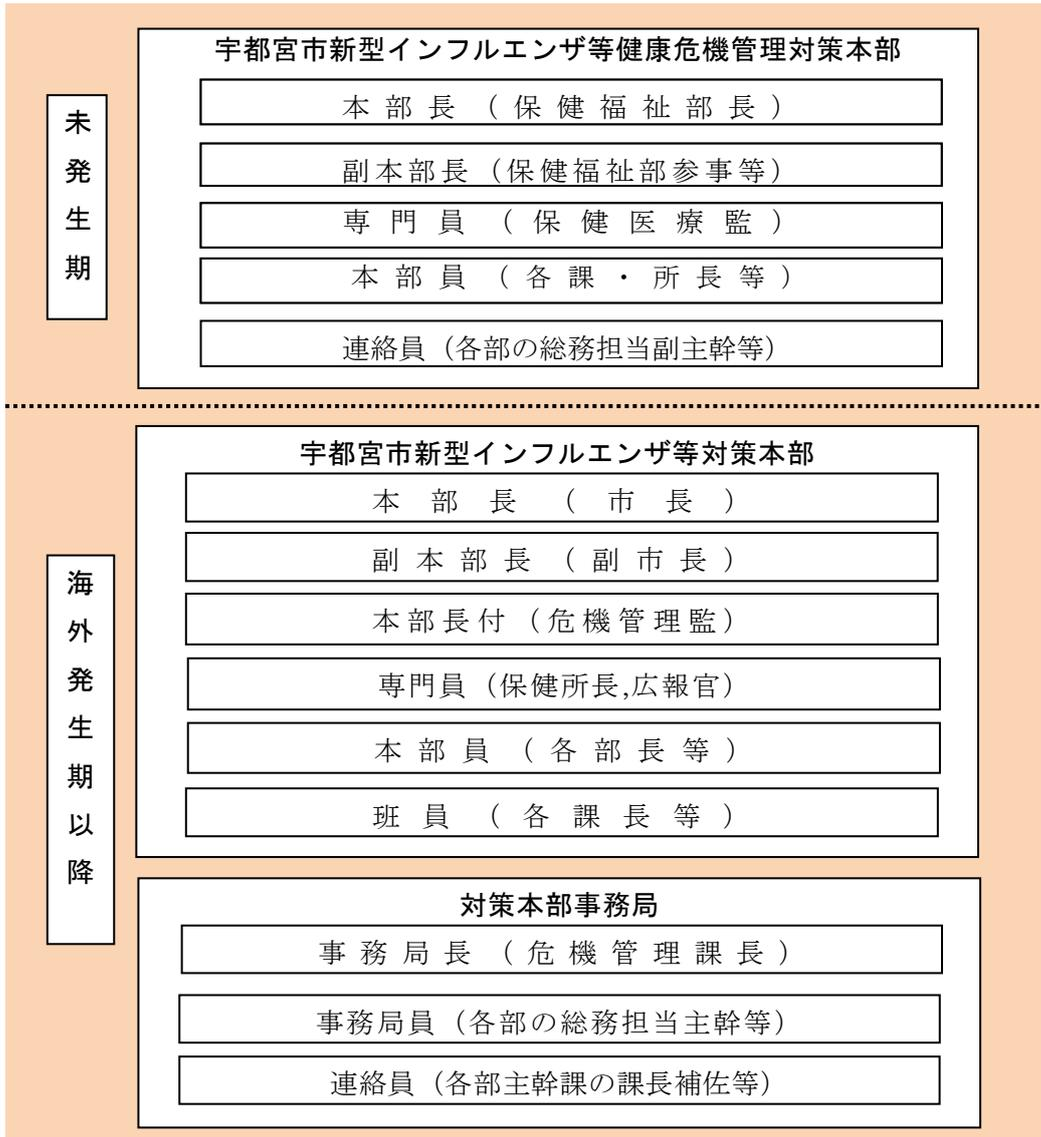 未発生期
宇都宮市新型インフルエンザ等健康危機管理対策本部
本部長（保健福祉部長）
副本部長（保健福祉部参事等）
専門員（保健医療監）
本部員（各課・所長等）
連絡員（各部の総務担当副主幹等）
海外発生期以降
宇都宮市新型インフルエンザ等対策本部
本部長（市長）
副本部長（副市長）
本部長付（危機管理監）
専門員（保健所長,広報官）
本部員（各部長等）
班員（各課長等）
対策本部事務局
事務局長（危機管理課長）
事務局員（各部の総務担当主幹等）
連絡員（各部主幹課の課長補佐等）